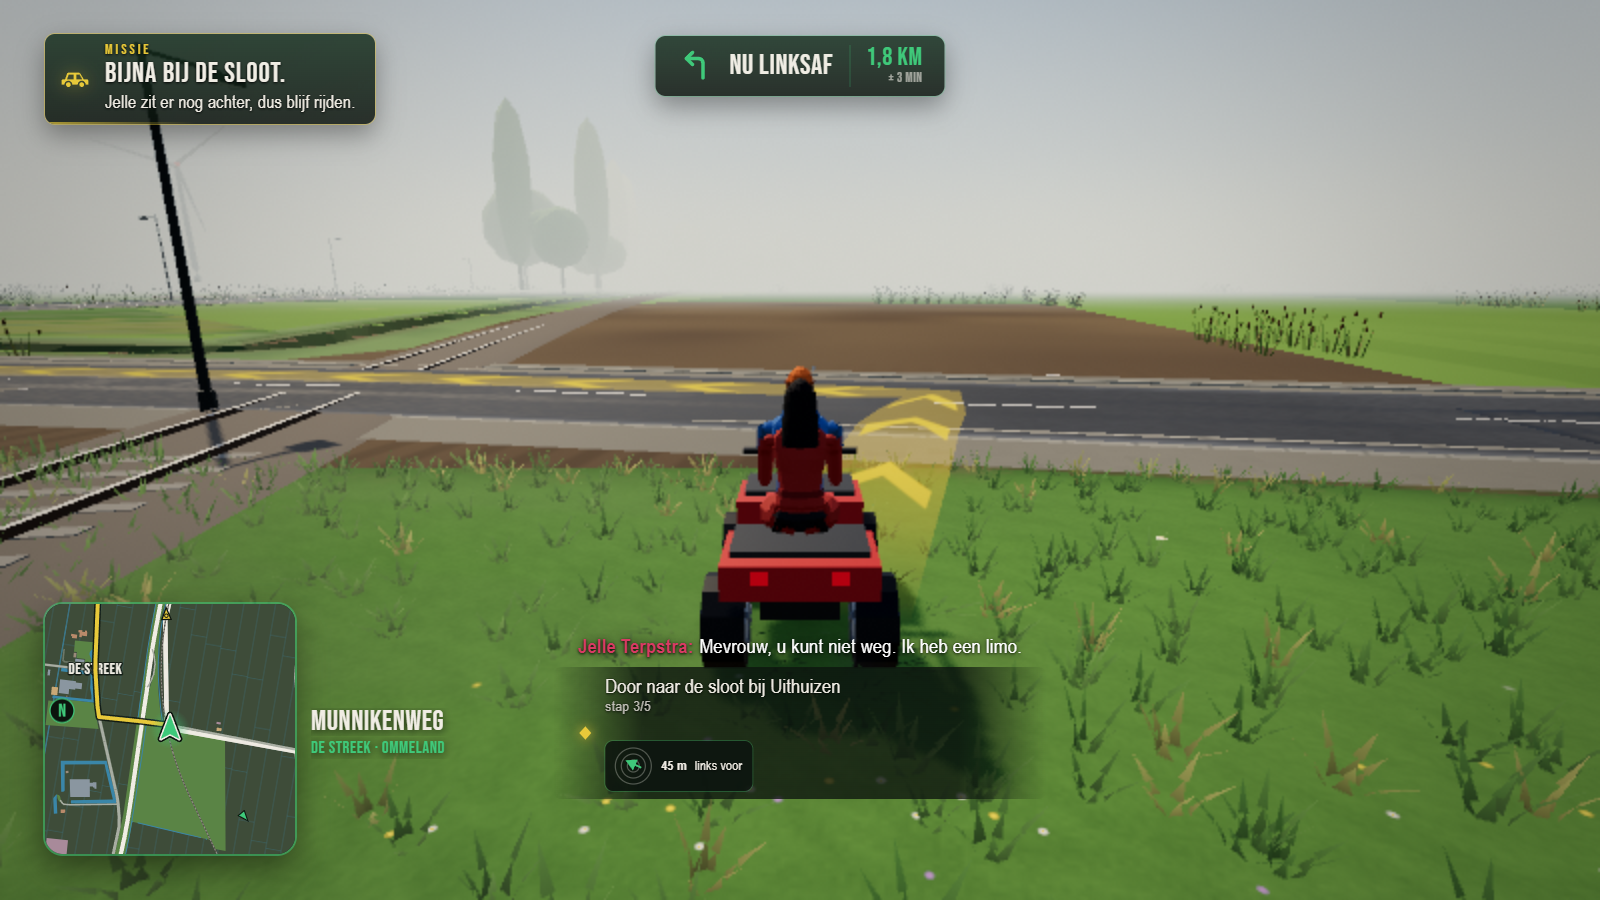 MISSIE
BIJNA BIJ DE SLOOT.
Jelle zit er nog achter, dus blijf rijden.
NU LINKSAF
1,8 KM
± 3 MIN
Jelle Terpstra: Mevrouw, u kunt niet weg. Ik heb een limo.
Door naar de sloot bij Uithuizen
stap 3/5
45 m links voor
DE STREEK
N
MUNNIKENWEG
DE STREEK · OMMELAND